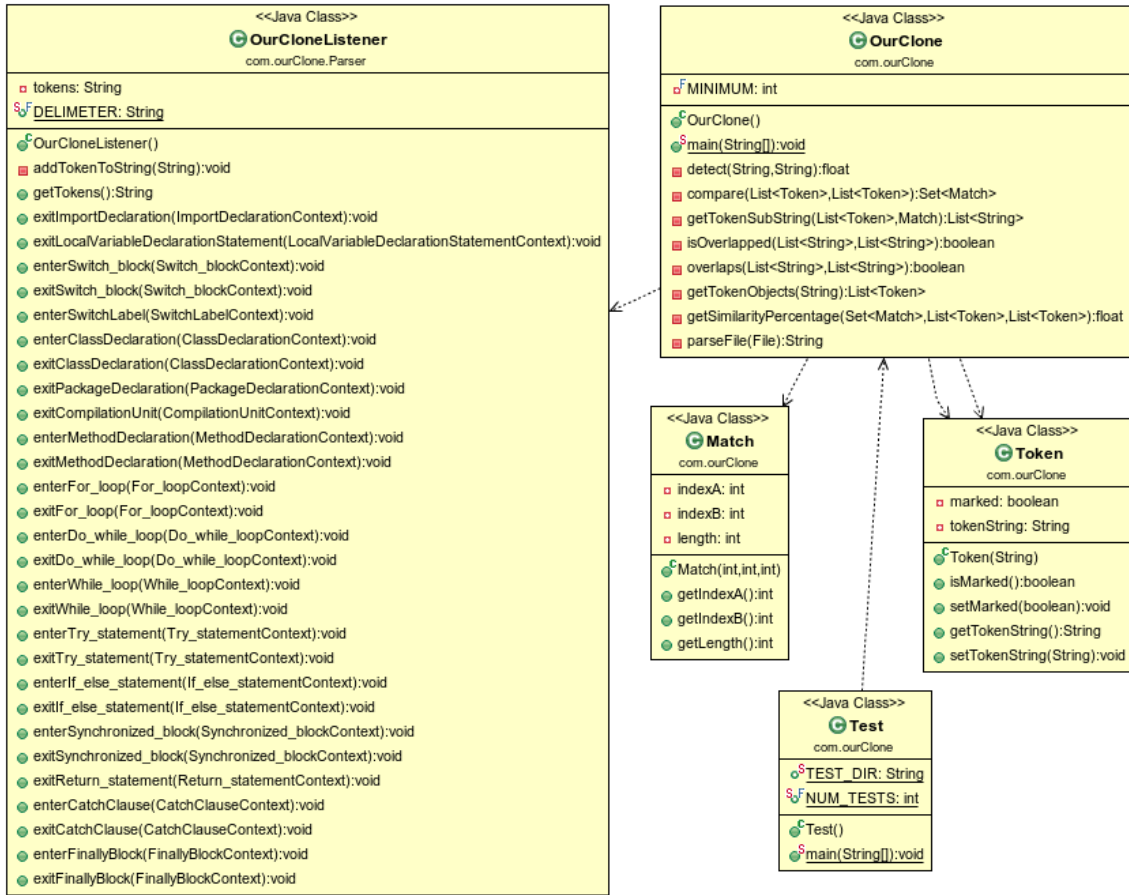 <<Java Class>>
OurCloneListener
com.ourClone.Parser
tokens: String
DELIMETER: String
OurCloneListener()
addTokenToString(String):void
getTokens():String
exitImportDeclaration(ImportDeclarationContext):void
exitLocalVariableDeclarationStatement(LocalVariableDeclarationStatementContext):void
enterSwitch_block(Switch_blockContext):void
exitSwitch_block(Switch_blockContext):void
enterSwitchLabel(SwitchLabelContext):void
enterClassDeclaration(ClassDeclarationContext):void
exitClassDeclaration(ClassDeclarationContext):void
exitPackageDeclaration(PackageDeclarationContext):void
exitCompilationUnit(CompilationUnitContext):void
enterMethodDeclaration(MethodDeclarationContext):void
exitMethodDeclaration(MethodDeclarationContext):void
enterFor_loop(For_loopContext):void
exitFor_loop(For_loopContext):void
enterDo_while_loop(Do_while_loopContext):void
exitDo_while_loop(Do_while_loopContext):void
enterWhile_loop(While_loopContext):void
exitWhile_loop(While_loopContext):void
enterTry_statement(Try_statementContext):void
exitTry_statement(Try_statementContext):void
enterIf_else_statement(If_else_statementContext):void
exitIf_else_statement(If_else_statementContext):void
enterSynchronized_block(Synchronized_blockContext):void
exitSynchronized_block(Synchronized_blockContext):void
exitReturn_statement(Return_statementContext):void
enterCatchClause(CatchClauseContext):void
exitCatchClause(CatchClauseContext):void
enterFinallyBlock(FinallyBlockContext):void
exitFinallyBlock(FinallyBlockContext):void
<<Java Class>>
OurClone
com.ourClone
MINIMUM: int
OurClone()
main(String[]):void
detect(String,String):float
compare(List<Token>,List<Token>):Set<Match>
getTokenSubString(List<Token>,Match):List<String>
isOverlapped(List<String>,List<String>):boolean
overlaps(List<String>,List<String>):boolean
getTokenObjects(String):List<Token>
getSimilarityPercentage(Set<Match>,List<Token>,List<Token>):float
parseFile(File):String
<<Java Class>>
Match
com.ourClone
indexA: int
indexB: int
length: int
Match(int,int,int)
getIndexA():int
getIndexB():int
getLength():int
<<Java Class>>
Token
com.ourClone
marked: boolean
tokenString: String
Token(String)
isMarked():boolean
setMarked(boolean):void
getTokenString():String
setTokenString(String):void
<<Java Class>>
Test
com.ourClone
TEST_DIR: String
NUM_TESTS: int
Test()
main(String[]):void